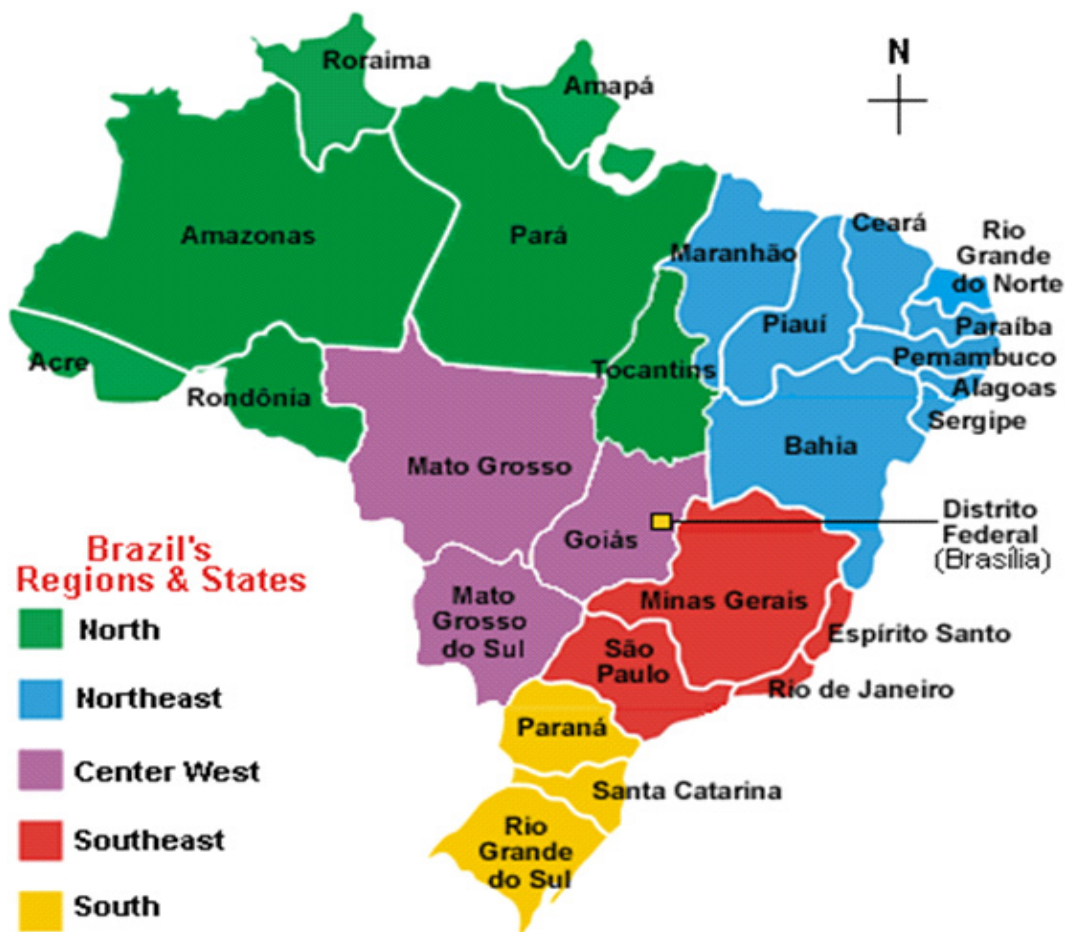 Roraima
Amapá
N
Amazonas
Pará
Maranhão
Ceará
Rio
Grande
do Norte
Piauí
Paraíba
Pernambuco
Acre
Rondônia
Tocantins
Alagoas
Sergipe
Bahia
Mato Grosso
Goiás
Distrito
Federal
(Brasília)
Mato
Grosso
do Sul
Minas Gerais
Espírito Santo
São
Paulo
Rio de Janeiro
Paraná
Santa Catarina
Rio
Grande
do Sul
Brazil's
Regions & States
North
Northeast
Center West
Southeast
South